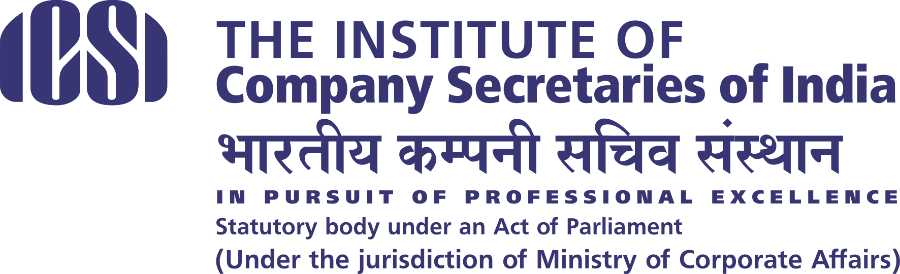 ICSI
THE INSTITUTE OF
Company Secretaries of India
भारतीय कम्पनी सचिव संस्थान
IN PURSUIT OF PROFESSIONAL EXCELLENCE
Statutory body under an Act of Parliament
(Under the jurisdiction of Ministry of Corporate Affairs)